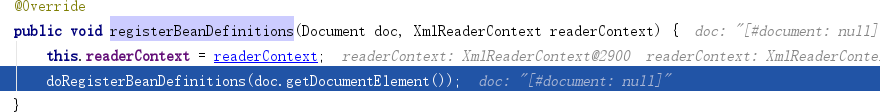 @Override
public void registerBeanDefinitions(Document doc, XmlReaderContext readerContext) { doc: "[#document: null]
this.readerContext = readerContext; readerContext: XmlReaderContext@2900 readerContext: XmlReaderConte
doRegisterBeanDefinitions(doc.getDocumentElement()); doc: "[#document: null]"
}